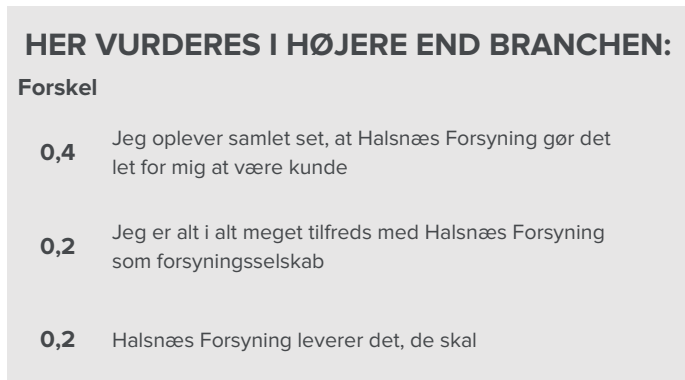 HER VURDERES I HØJERE END BRANCHEN:
Forskel
0,4 Jeg oplever samlet set, at Halsnæs Forsyning gør det
let for mig at være kunde
0,2 Jeg er alt i alt meget tilfreds med Halsnæs Forsyning
som forsyningsselskab
0,2 Halsnæs Forsyning leverer det, de skal